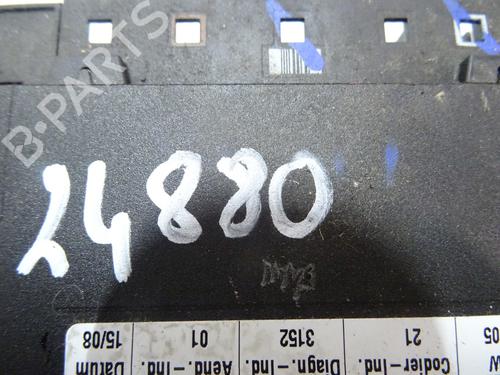 B-PARTS
24880
Datum 15/08
Aend.-Ind. 01
Diagn.-Ind. 3152
Codier-Ind. 21
W 05